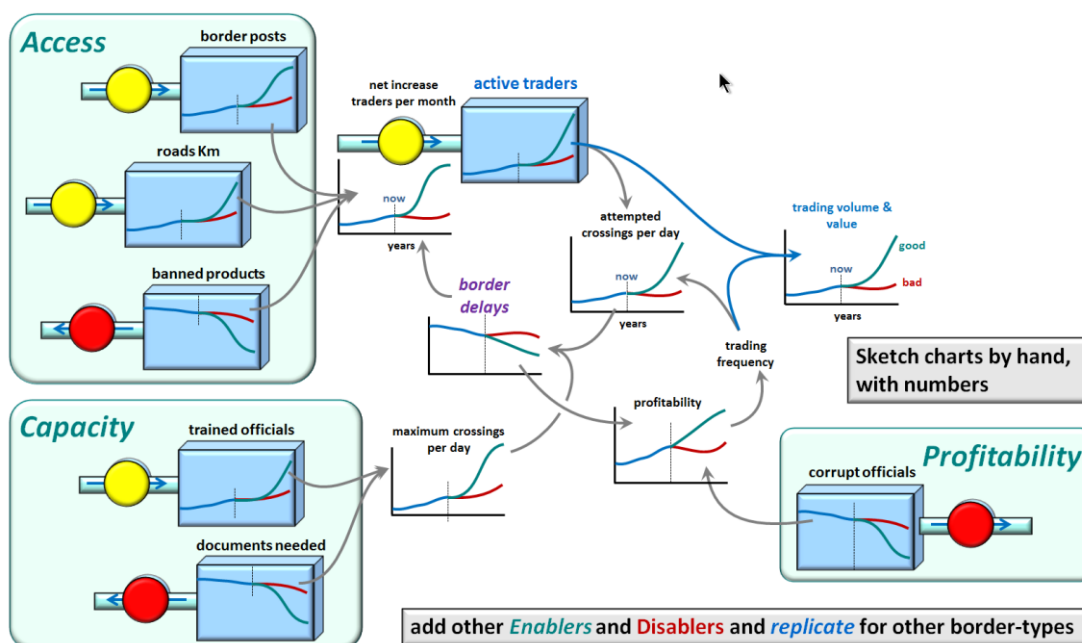 Access
border posts
roads Km
banned products
net increase
traders per month
active traders
now
years
attempted
crossings per day
now
years
trading volume &
value
now
good
bad
years
border
delays
trading
frequency
Sketch charts by hand,
with numbers
Capacity
trained officials
documents needed
maximum crossings
per day
profitability
Profitability
corrupt officials
add other Enablers and Disablers and replicate for other border-types